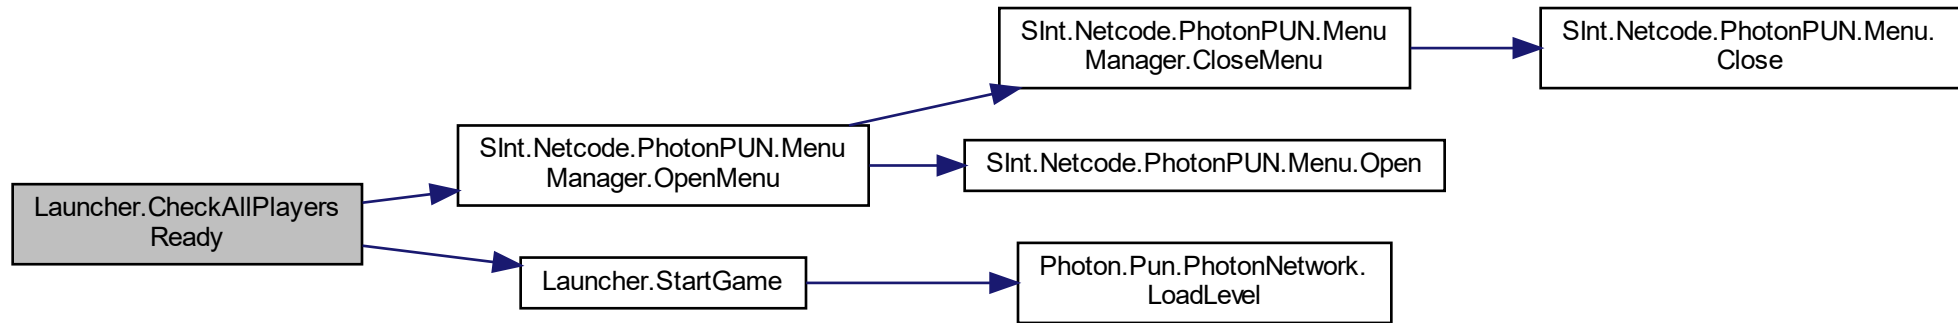 SInt.Netcode.PhotonPUN.Menu
Manager.CloseMenu
SInt.Netcode.PhotonPUN.Menu.
Close
SInt.Netcode.PhotonPUN.Menu
Manager.OpenMenu
SInt.Netcode.PhotonPUN.Menu.Open
Launcher.CheckAllPlayers
Ready
Launcher.StartGame
Photon.Pun.PhotonNetwork.
LoadLevel